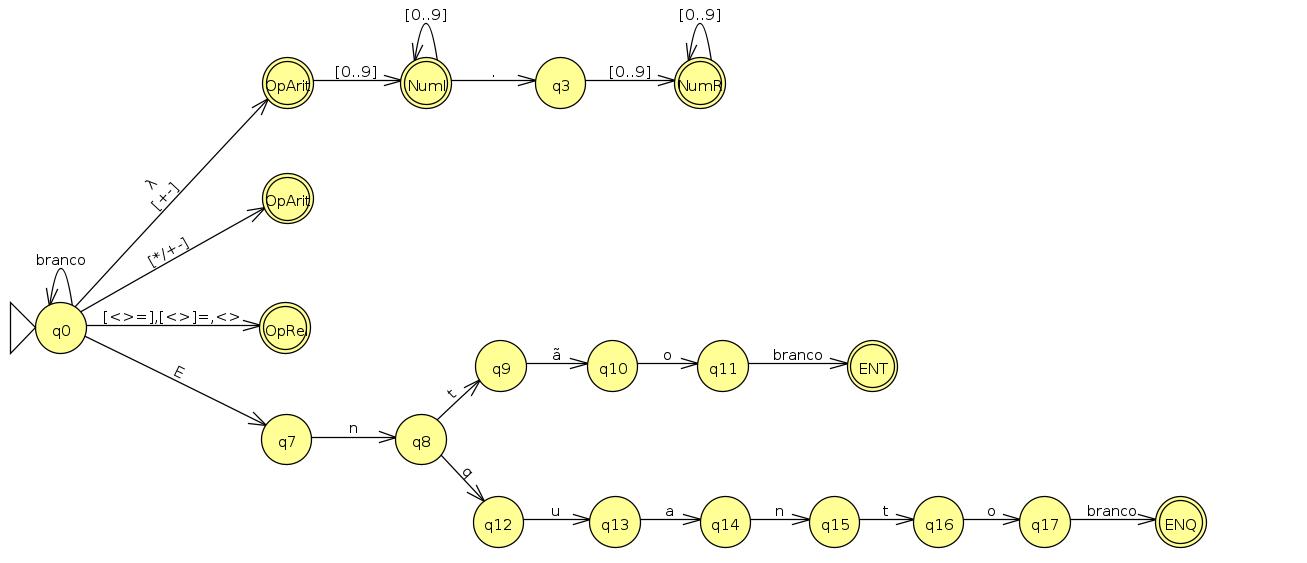 [0..9]
[0..9]
OpArit
[0..9]
NumI
.
q3
[0..9]
NumR
λ
[+-]
OpArit
[*/+-]
branco
q0
[<>=],[<>]=,<>
OpRel
E
q7
n
q8
t
q9
ã
q10
o
q11
branco
ENT
q
q12
u
q13
a
q14
n
q15
t
q16
o
q17
branco
ENQ